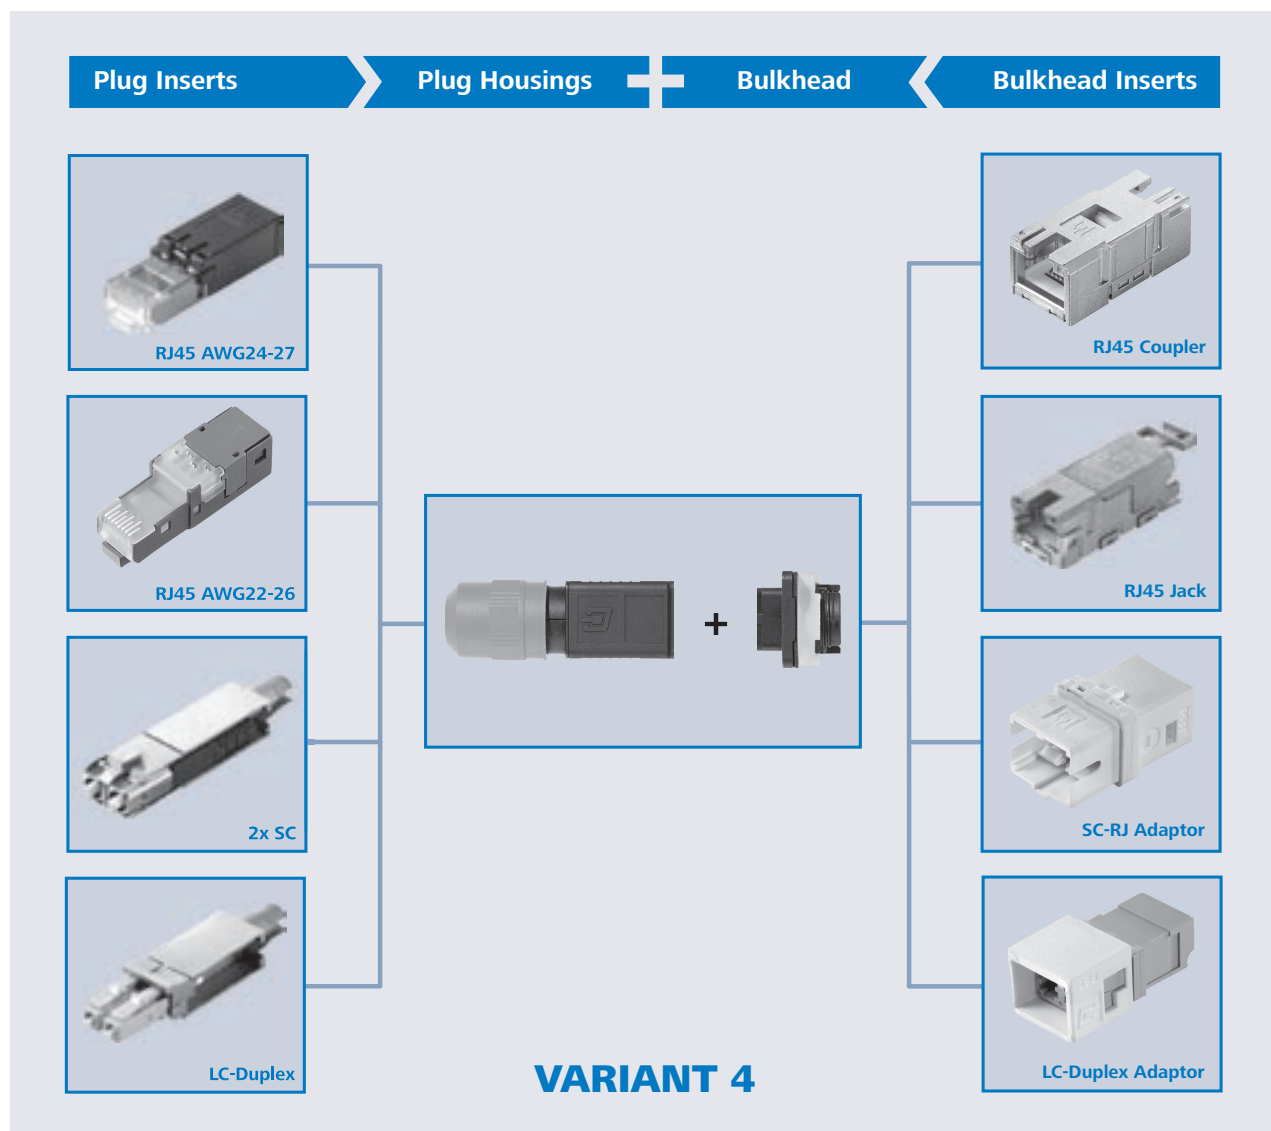 Plug Inserts
Plug Housings
Bulkhead
Bulkhead Inserts
RJ45 AWG24-27
RJ45 Coupler
RJ45 AWG22-26
RJ45 Jack
+
2x SC
SC-RJ Adaptor
LC-Duplex
LC-Duplex Adaptor
VARIANT 4